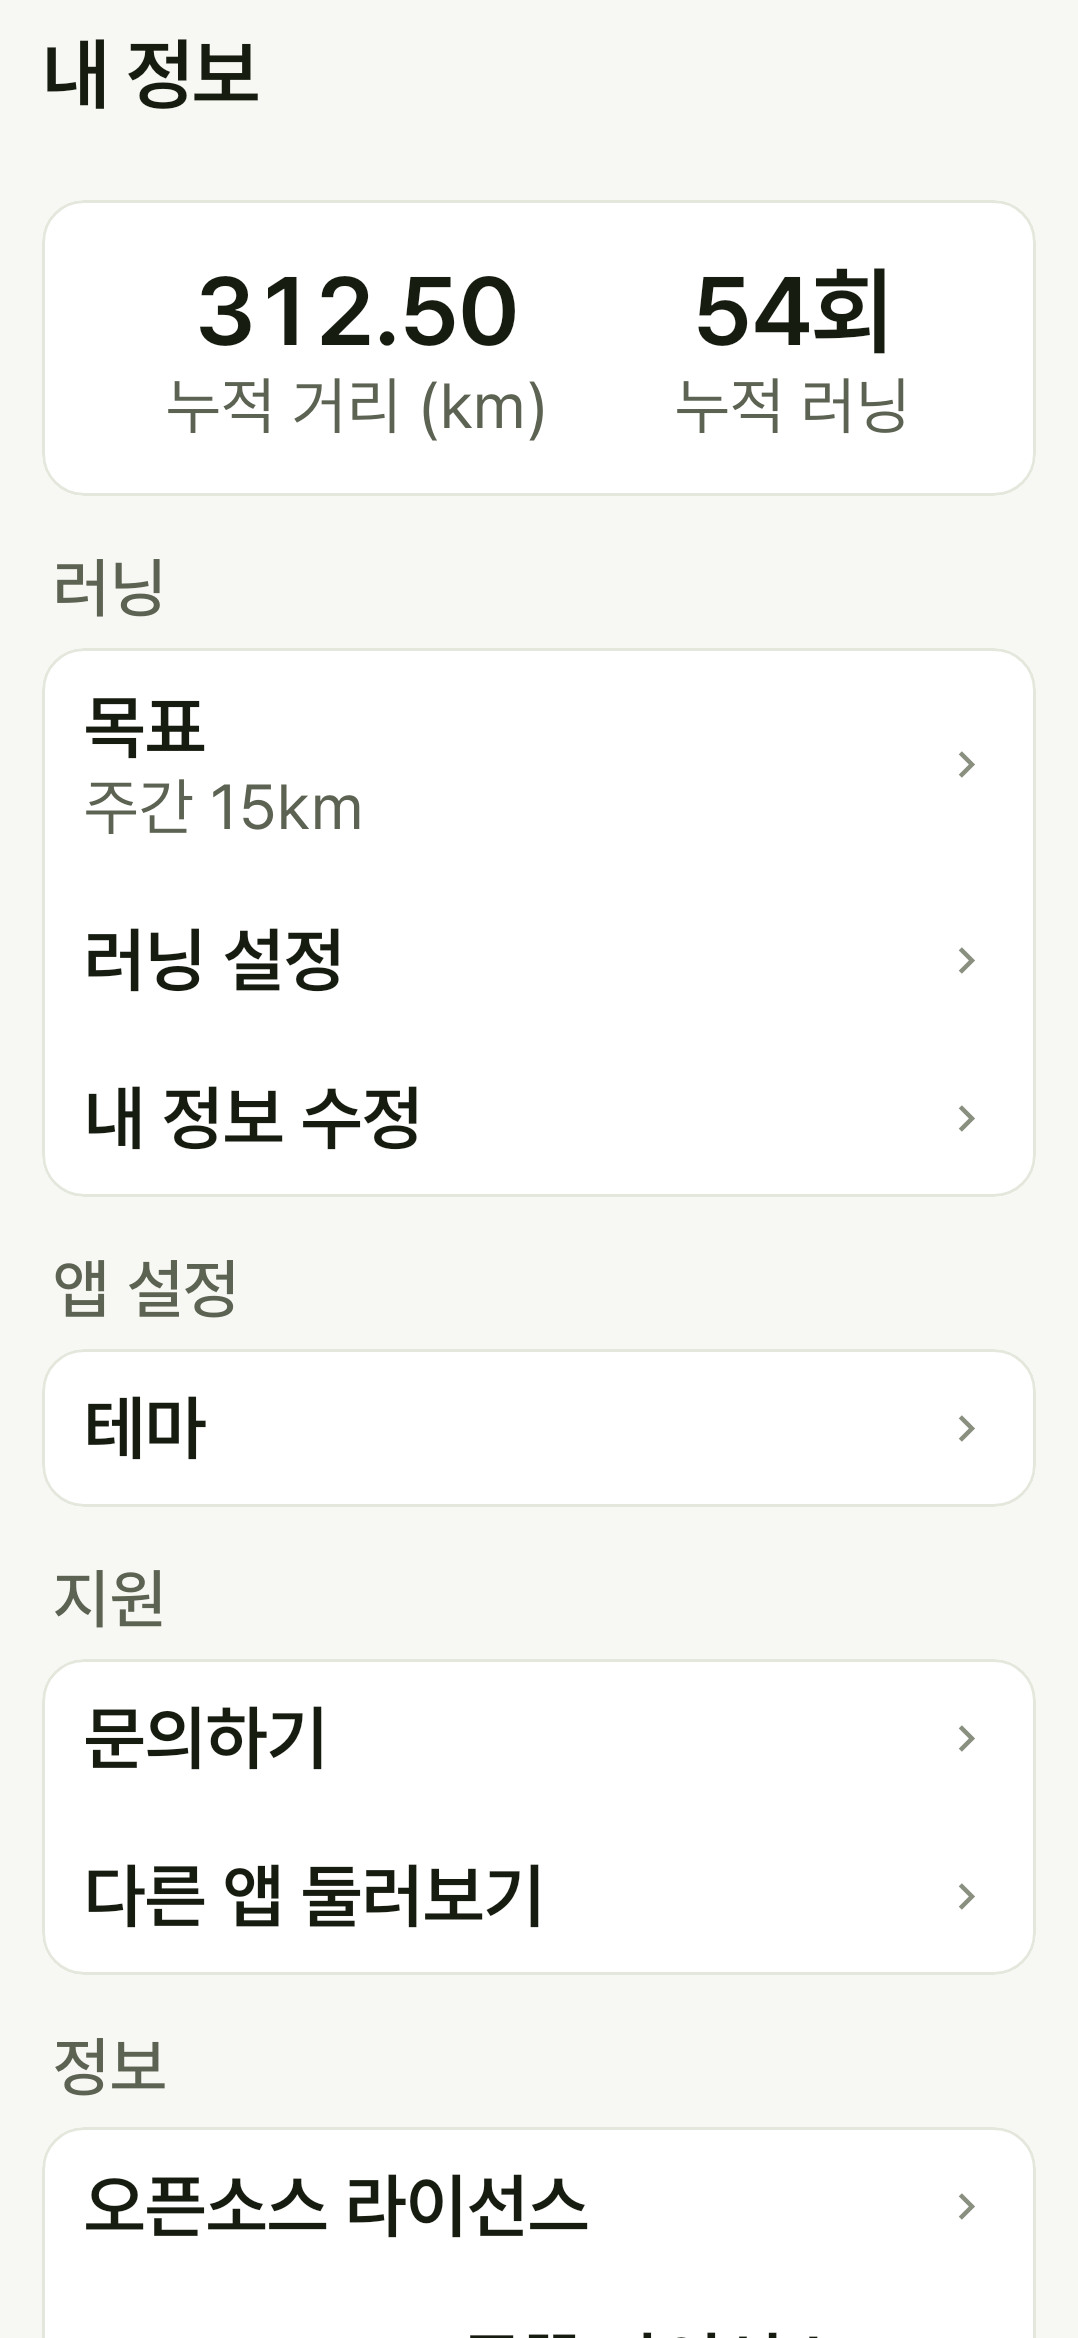 내 정보
312.50 54회
누적 거리 (km) 누적 러닝
러닝
목표
주간 15km
러닝 설정
내 정보 수정
앱 설정
테마
지원
문의하기
다른 앱 둘러보기
정보
오픈소스 라이선스